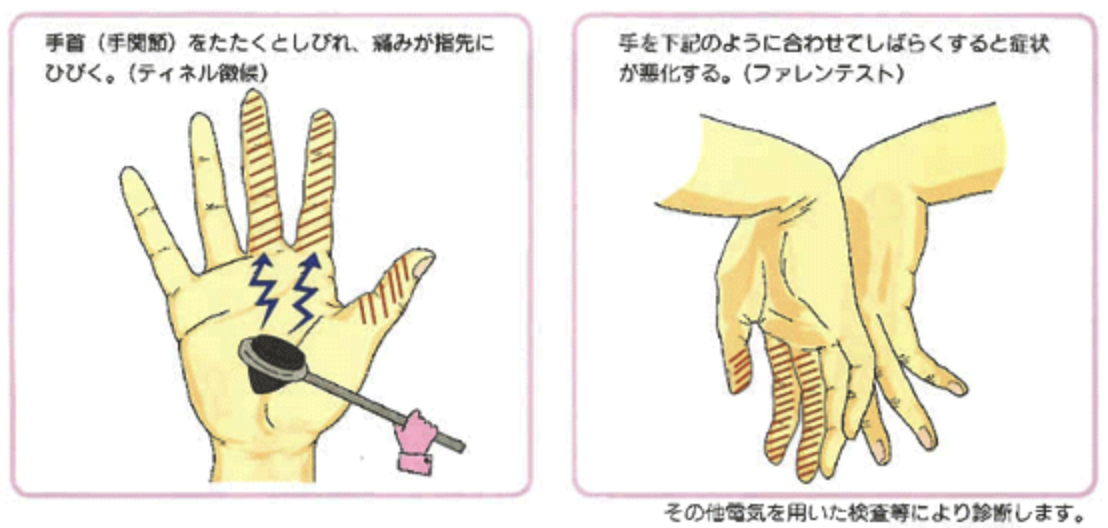 手首（手関節）をたたくとしびれ、痛みが指先に
ひびく。（ティネル徴候）
手を下記のように合わせてしばらくすると症状
が悪化する。（ファレンテスト）
その他電気を用いた検査等により診断します。